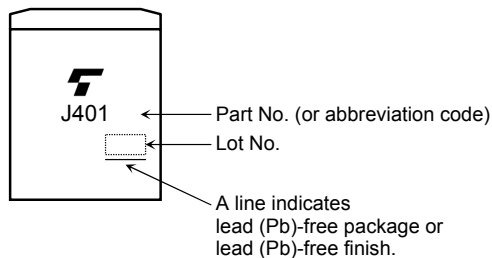 J401
Part No. (or abbreviation code)
Lot No.
A line indicates
lead (Pb)-free package or
lead (Pb)-free finish.